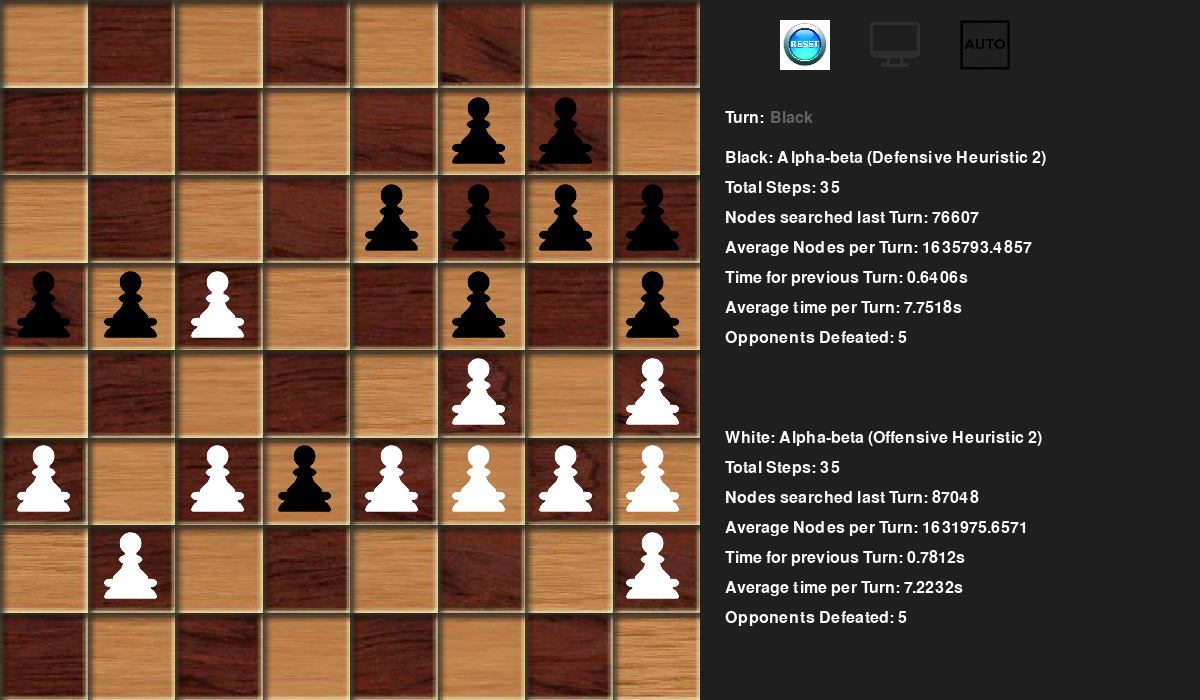 RESET
AUTO
Turn: Black
Black: Alpha-beta (Defensive Heuristic 2)
Total Steps: 35
Nodes searched last Turn: 76607
Average Nodes per Turn: 1635793.4857
Time for previous Turn: 0.6406s
Average time per Turn: 7.7518s
Opponents Defeated: 5
White: Alpha-beta (Offensive Heuristic 2)
Total Steps: 35
Nodes searched last Turn: 87048
Average Nodes per Turn: 1631975.6571
Time for previous Turn: 0.7812s
Average time per Turn: 7.2232s
Opponents Defeated: 5